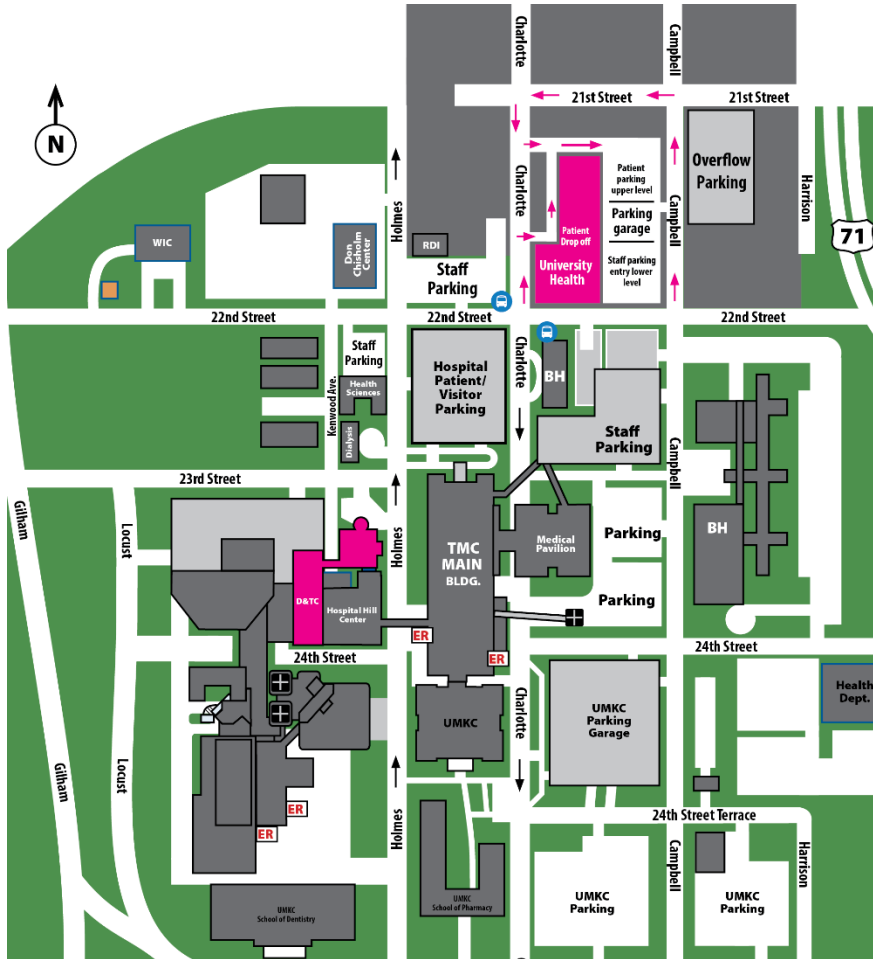 Charlotte
Campbell
21st Street
21st Street
N
Overflow
Parking
Patient
parking
upper level
Parking
garage
Staff parking
entry lower
level
Patient
Drop off
University
Health
Charlotte
Campbell
Harrison
71
Holmes
WIC
Don
Chisholm
Center
RDI
Staff
Parking
22nd Street
22nd Street
22nd Street
Staff
Parking
Health
Sciences
Dialysis
Kenwood Ave.
Hospital
Patient/
Visitor
Parking
Charlotte
BH
Staff
Parking
Campbell
23rd Street
Gilham
Locust
Holmes
TMC
MAIN
BLDG.
Medical
Pavilion
Parking
Parking
BH
D&TC
Hospital Hill
Center
ER
ER
24th Street
24th Street
UMKC
Charlotte
UMKC
Parking
Garage
Health
Dept.
Gilham
Locust
ER
ER
Holmes
24th Street Terrace
Campbell
Harrison
UMKC
School of Dentistry
UMKC
School of Pharmacy
UMKC
Parking
UMKC
Parking